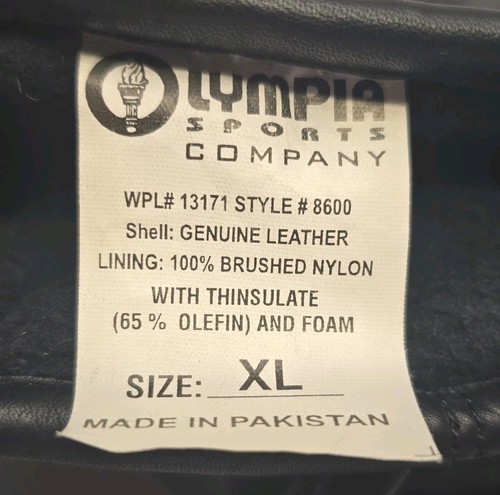 OLYMPIA
SPORTS
COMPANY
WPL# 13171 STYLE # 8600
Shell: GENUINE LEATHER
LINING: 100% BRUSHED NYLON
WITH THINSULATE
(65 % OLEFIN) AND FOAM
SIZE: XL
MADE IN PAKISTAN